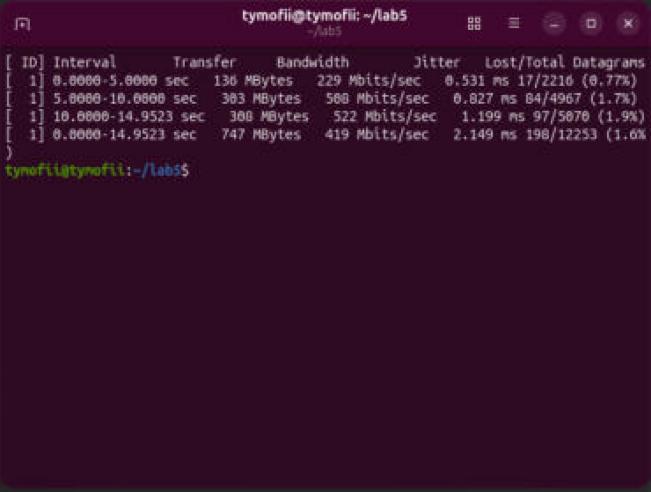 tymofii@tymofii: ~/lab5
~/lab5
[ ID] Interval       Transfer     Bandwidth        Jitter   Lost/Total Datagrams
[  1] 0.0000-5.0000 sec   136 MBytes   229 Mbits/sec   0.531 ms 17/2216 (0.77%)
[  1] 5.0000-10.0000 sec   303 MBytes   508 Mbits/sec   0.827 ms 84/4967 (1.7%)
[  1] 10.0000-14.9523 sec   308 MBytes   522 Mbits/sec   1.199 ms 97/5070 (1.9%)
[  1] 0.0000-14.9523 sec   747 MBytes   419 Mbits/sec   2.149 ms 198/12253 (1.6%
)
tymofii@tymofii:~/lab5$